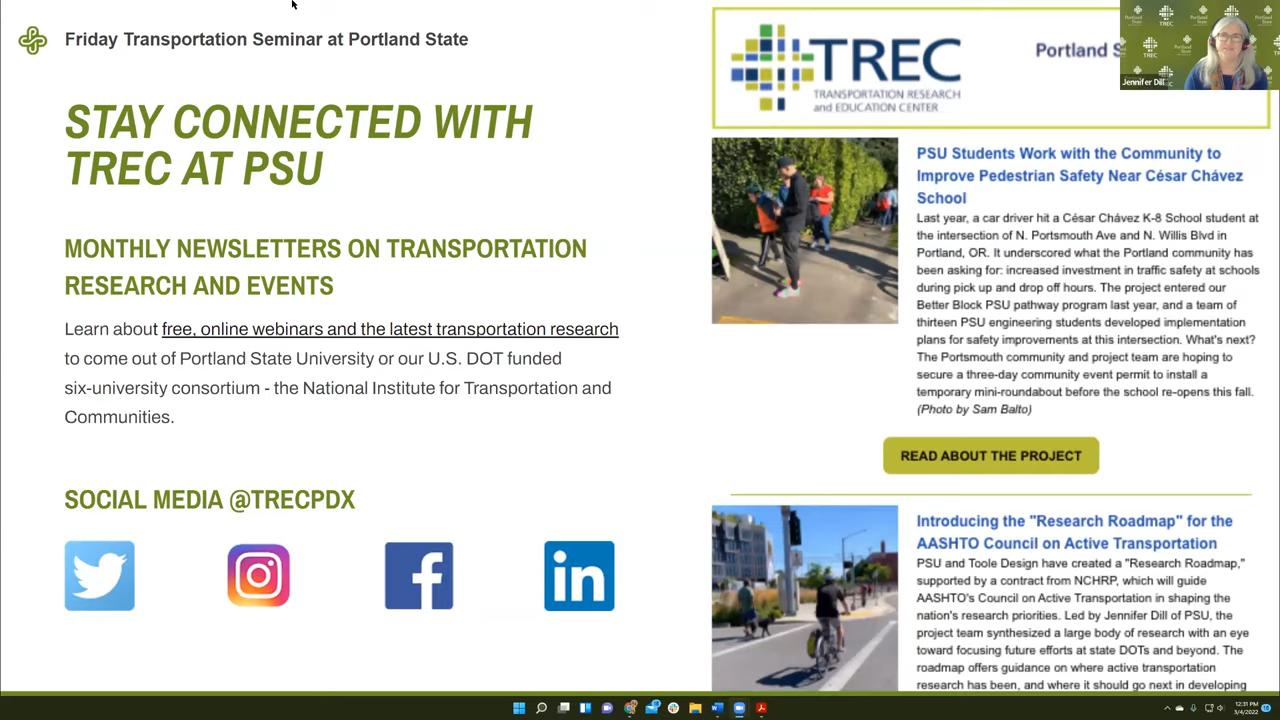 Friday Transportation Seminar at Portland State
STAY CONNECTED WITH
TREC AT PSU
MONTHLY NEWSLETTERS ON TRANSPORTATION
RESEARCH AND EVENTS
Learn about free, online webinars and the latest transportation research
to come out of Portland State University or our U.S. DOT funded
six-university consortium - the National Institute for Transportation and
Communities.
SOCIAL MEDIA @TRECPDX
TREC
TRANSPORTATION RESEARCH
and EDUCATION CENTER
Portland S
Jennifer Dill
PSU Students Work with the Community to
Improve Pedestrian Safety Near César Chávez
School
Last year, a car driver hit a César Chávez K-8 School student at
the intersection of N. Portsmouth Ave and N. Willis Blvd in
Portland, OR. It underscored what the Portland community has
been asking for: increased investment in traffic safety at schools
during pick up and drop off hours. The project entered our
Better Block PSU pathway program last year, and a team of
thirteen PSU engineering students developed implementation
plans for safety improvements at this intersection. What's next?
The Portsmouth community and project team are hoping to
secure a three-day community event permit to install a
temporary mini-roundabout before the school re-opens this fall.
(Photo by Sam Balto)
READ ABOUT THE PROJECT
Introducing the "Research Roadmap" for the
AASHTO Council on Active Transportation
PSU and Toole Design have created a "Research Roadmap,"
supported by a contract from NCHRP, which will guide
AASHTO's Council on Active Transportation in shaping the
nation's research priorities. Led by Jennifer Dill of PSU, the
project team synthesized a large body of research with an eye
toward focusing future efforts at state DOTs and beyond. The
roadmap offers guidance on where active transportation
research has been, and where it should go next in developing
12:31 PM
3/4/2022